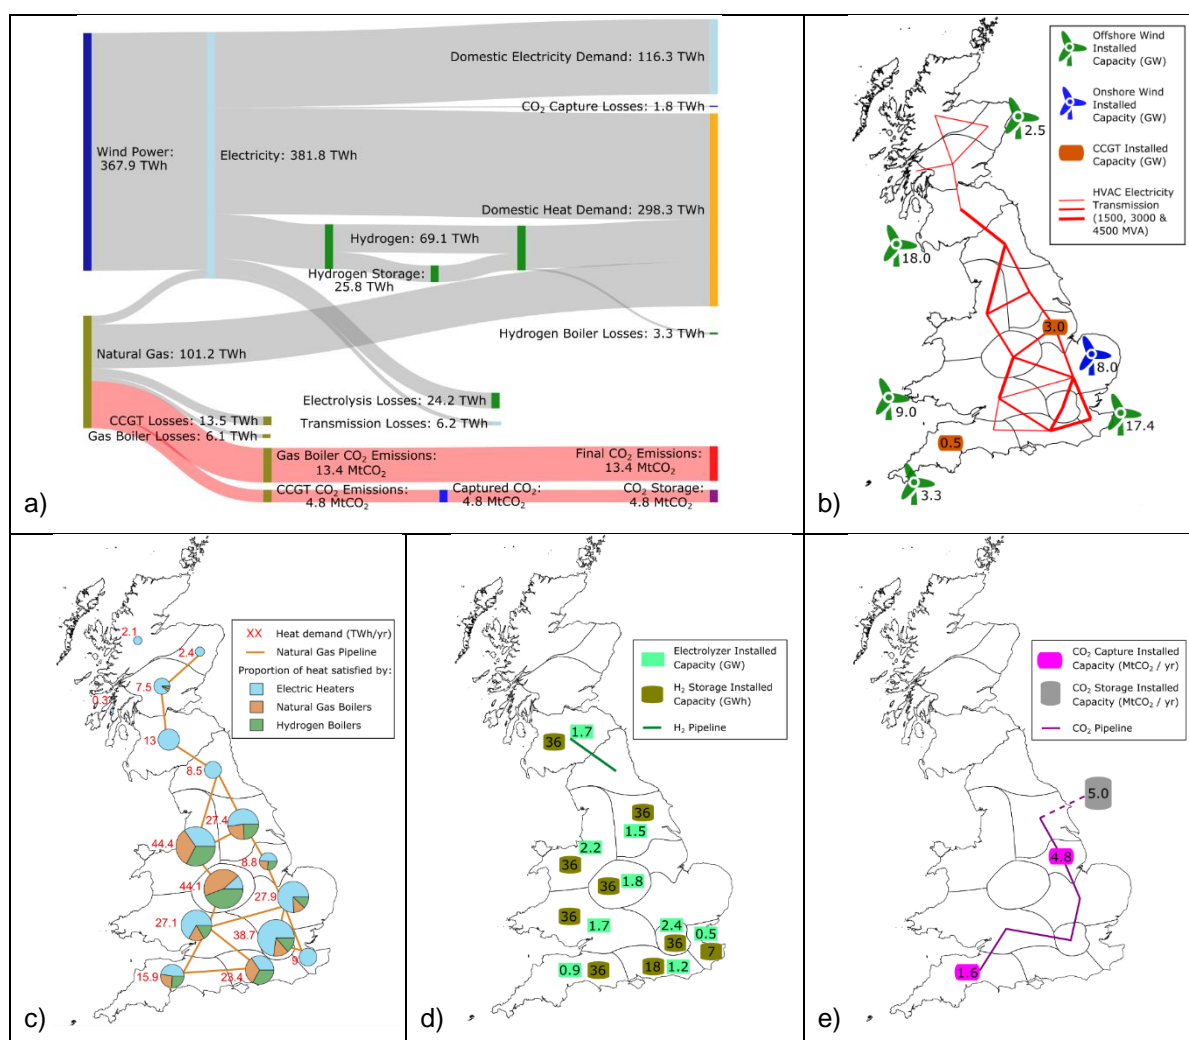 Domestic Electricity Demand: 116.3 TWh
CO₂ Capture Losses: 1.8 TWh
Wind Power:
367.9 TWh
Electricity: 381.8 TWh
Domestic Heat Demand: 298.3 TWh
Hydrogen: 69.1 TWh
Hydrogen Storage:
25.8 TWh
Hydrogen Boiler Losses: 3.3 TWh
Natural Gas: 101.2 TWh
Electrolysis Losses: 24.2 TWh
CCGT Losses: 13.5 TWh
Transmission Losses: 6.2 TWh
Gas Boiler Losses: 6.1 TWh
Gas Boiler CO₂ Emissions:
13.4 MtCO₂
Final CO₂ Emissions:
13.4 MtCO₂
CCGT CO₂ Emissions:
4.8 MtCO₂
Captured CO₂:
4.8 MtCO₂
CO₂ Storage:
4.8 MtCO₂
a)
Offshore Wind
Installed
Capacity (GW)
Onshore Wind
Installed
Capacity (GW)
CCGT Installed
Capacity (GW)
HVAC Electricity
Transmission
(1500, 3000 &
4500 MVA)
2.5
18.0
3.0
8.0
9.0
17.4
0.5
3.3
b)
XX Heat demand (TWh/yr)
Natural Gas Pipeline
Proportion of heat satisfied by:
Electric Heaters
Natural Gas Boilers
Hydrogen Boilers
2.1
2.4
7.5
0.3
13
8.5
27.4
44.4
8.8
44.1
27.9
27.1
38.7
9
15.9
23.4
c)
Electrolyzer Installed
Capacity (GW)
H₂ Storage Installed
Capacity (GWh)
H₂ Pipeline
1.7
36
36
1.5
2.2
36
1.8
36
36
1.7
2.4
36
0.5
7
0.9
36
18
1.2
d)
CO₂ Capture Installed
Capacity (MtCO₂ / yr)
CO₂ Storage Installed
Capacity (MtCO₂ / yr)
CO₂ Pipeline
5.0
4.8
1.6
e)